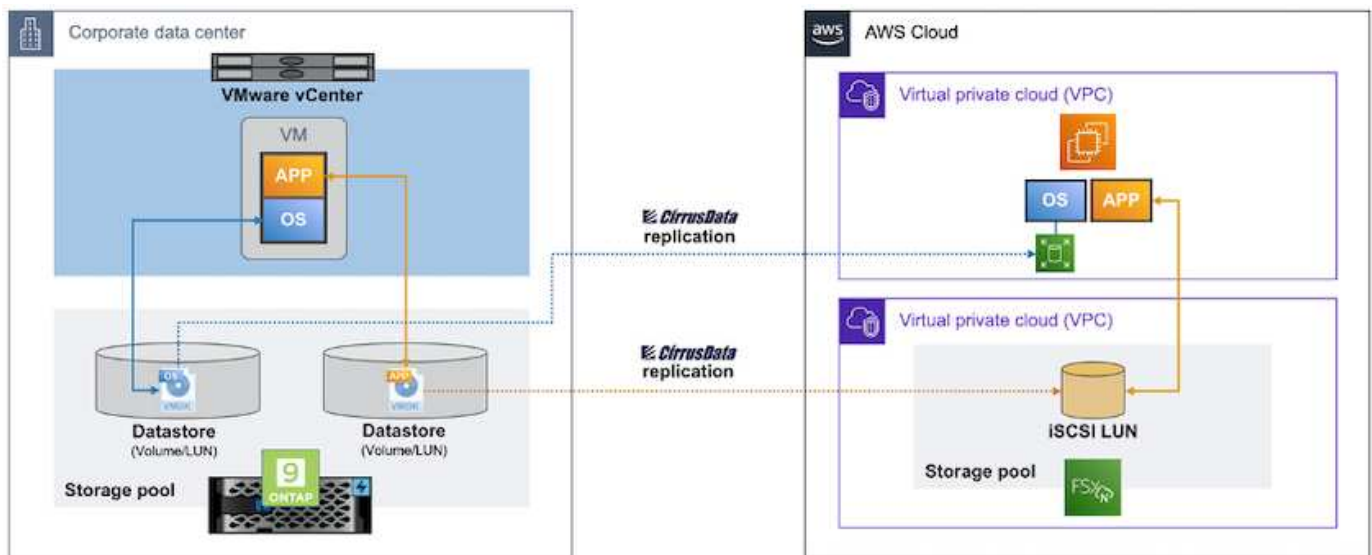 Corporate data center
VMware vCenter
VM
APP
OS
OS
VMDK
APP
VMDK
Datastore
(Volume/LUN)
Datastore
(Volume/LUN)
Storage pool
9
ONTAP
CirrusData
replication
CirrusData
replication
aws
AWS Cloud
Virtual private cloud (VPC)
OS
APP
Virtual private cloud (VPC)
iSCSI LUN
Storage pool
FSx
N